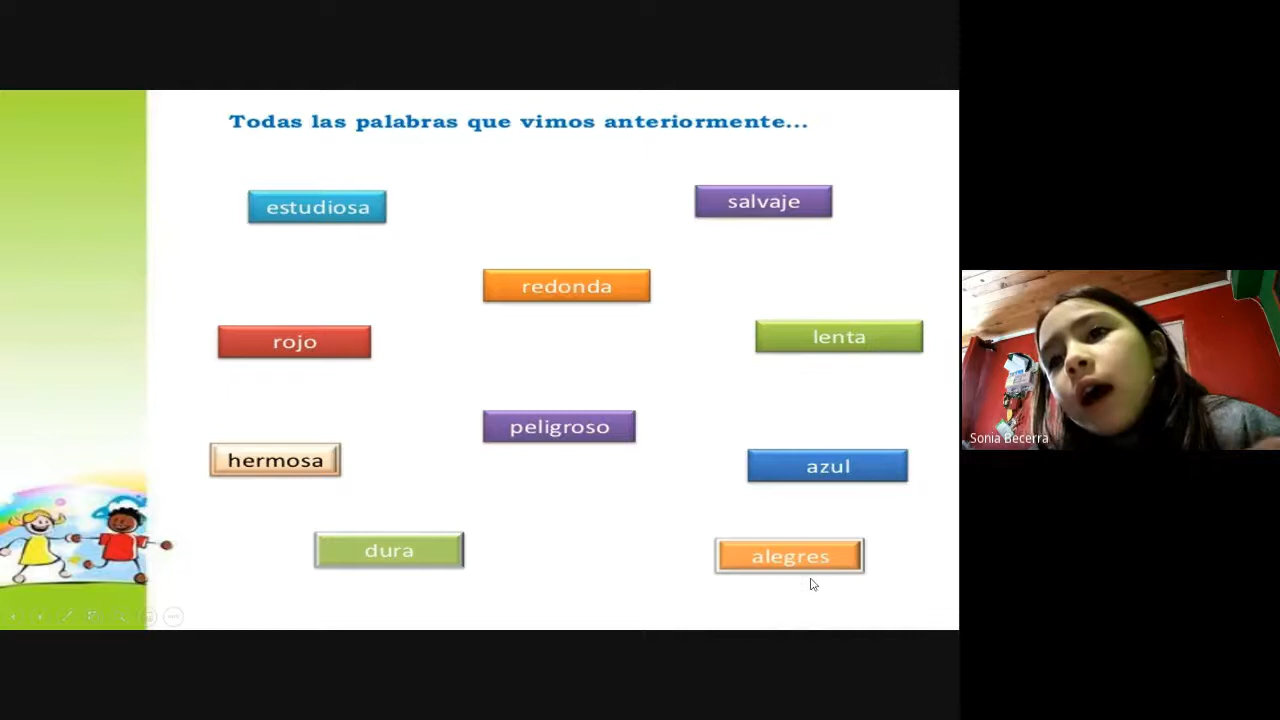 Todas las palabras que vimos anteriormente...
estudiosa
salvaje
redonda
rojo
lenta
peligroso
hermosa
azul
dura
alegres
Sonia Becerra